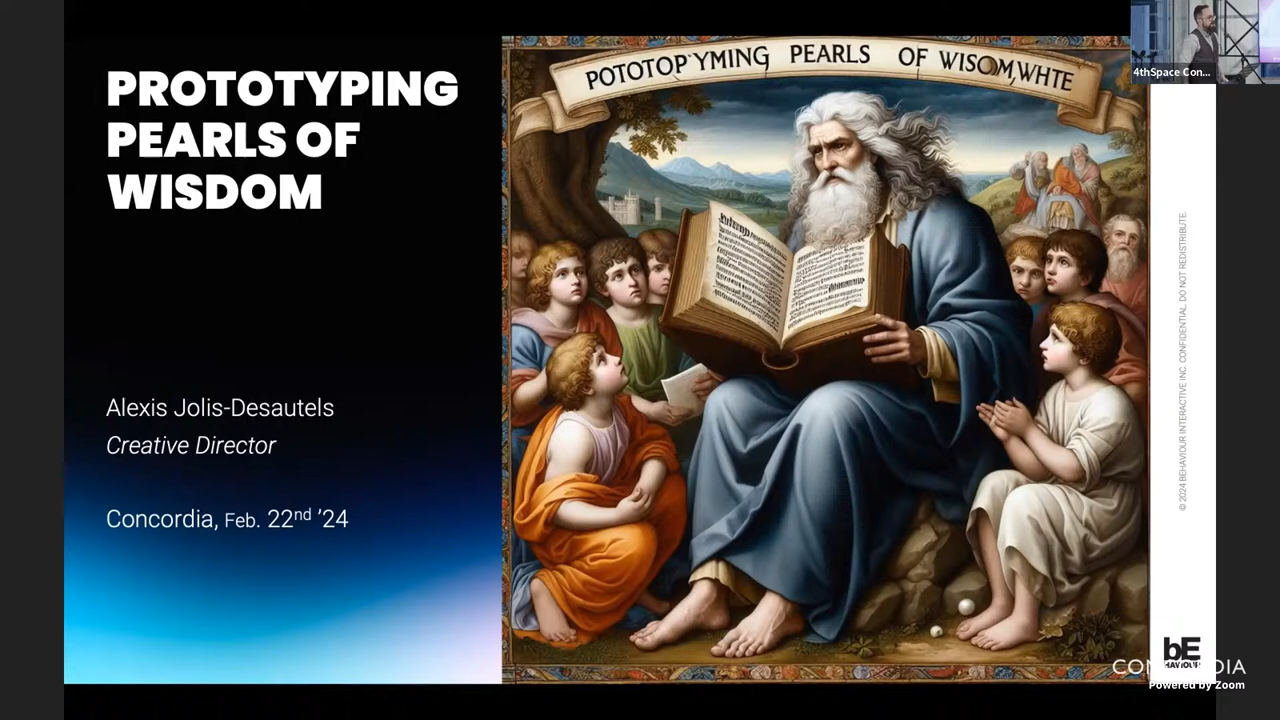 PROTOTYPING
PEARLS OF
WISDOM
Alexis Jolis-Desautels
Creative Director
Concordia, Feb. 22nd ’24
POTOTOP'YMING PEARLS OF WISOM,WHTE
4thSpace Con...
© 2024 BEHAVIOUR INTERACTIVE INC. CONFIDENTIAL. DO NOT REDISTRIBUTE.
bE
Powered by Zoom